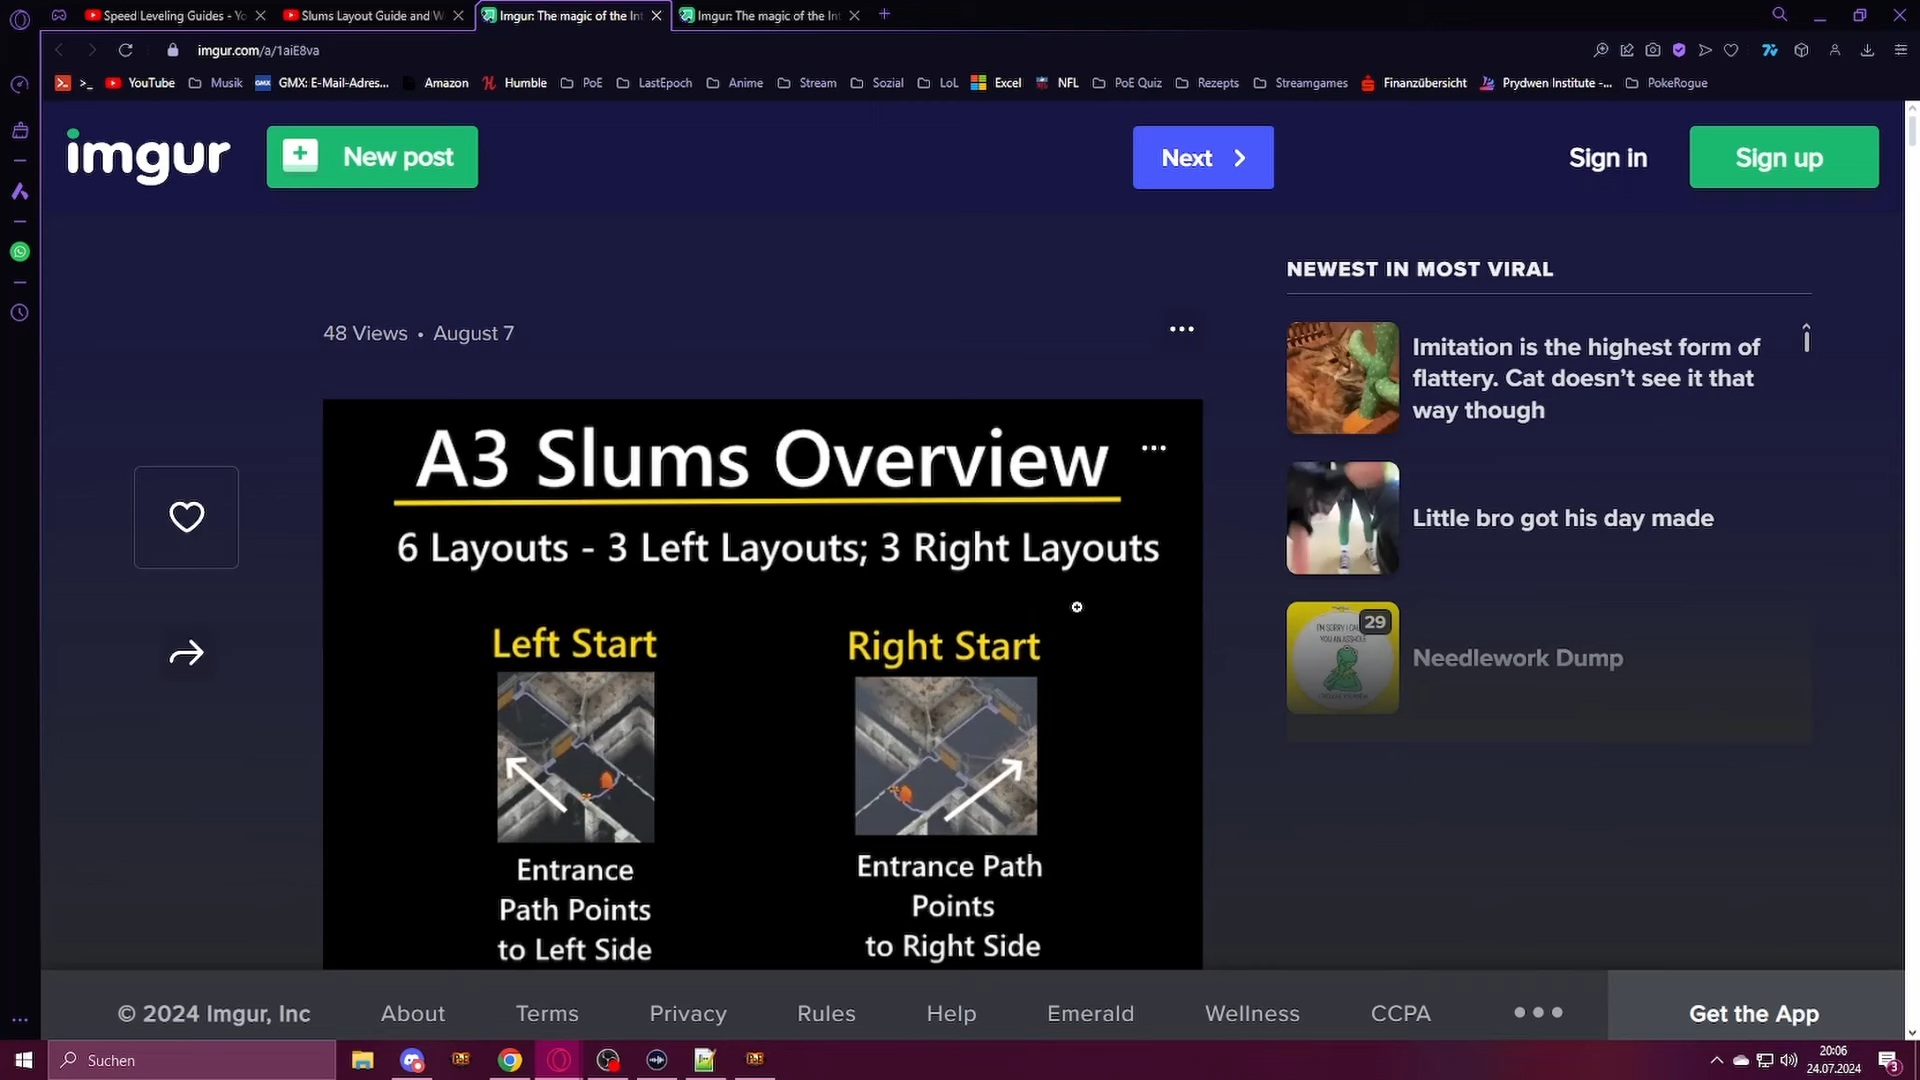 Speed Leveling Guides - Yo
Slums Layout Guide and W
Imgur: The magic of the Int
Imgur: The magic of the Int
imgur.com/a/1aiE8va
YouTube
Musik
GMX
GMX: E-Mail-Adres...
Amazon
Humble
PoE
LastEpoch
Anime
Stream
Sozial
LoL
Excel
NFL
PoE Quiz
Rezepts
Streamgames
Finanzübersicht
Prydwen Institute -...
PokeRogue
imgur
New post
Next
Sign in
Sign up
48 Views • August 7
NEWEST IN MOST VIRAL
Imitation is the highest form of
flattery. Cat doesn't see it that
way though
Little bro got his day made
29
Needlework Dump
A3 Slums Overview
6 Layouts - 3 Left Layouts; 3 Right Layouts
Left Start
Right Start
Entrance
Path Points
to Left Side
Entrance Path
Points
to Right Side
© 2024 Imgur, Inc
About
Terms
Privacy
Rules
Help
Emerald
Wellness
CCPA
Get the App
Suchen
20:06
24.07.2024
3